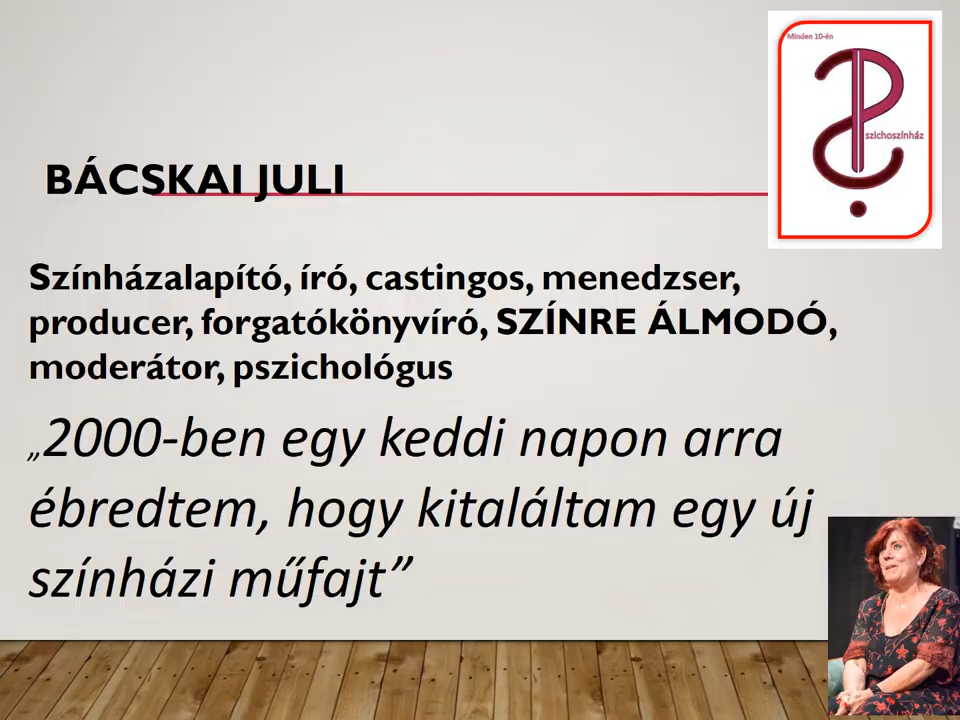 Minden 10-én
Pszichoszínház
BÁCSKAI JULI
Színházalapító, író, castingos, menedzser,
producer, forgatókönyvíró, SZÍNRE ÁLMODÓ,
moderátor, pszichológus
„2000-ben egy keddi napon arra
ébredtem, hogy kitaláltam egy új
színházi műfajt”